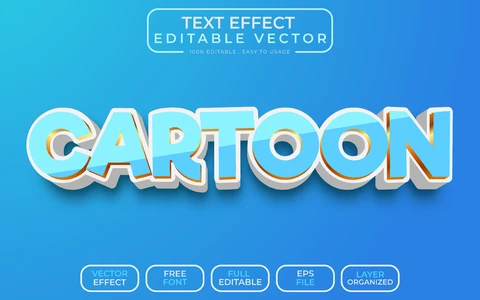 TEXT EFFECT
EDITABLE VECTOR
100% EDITABLE . EASY TO USAGE
CARTOON
VECTOR
EFFECT
FREE
FONT
FULL
EDITABLE
EPS
FILE
LAYER
ORGANIZED